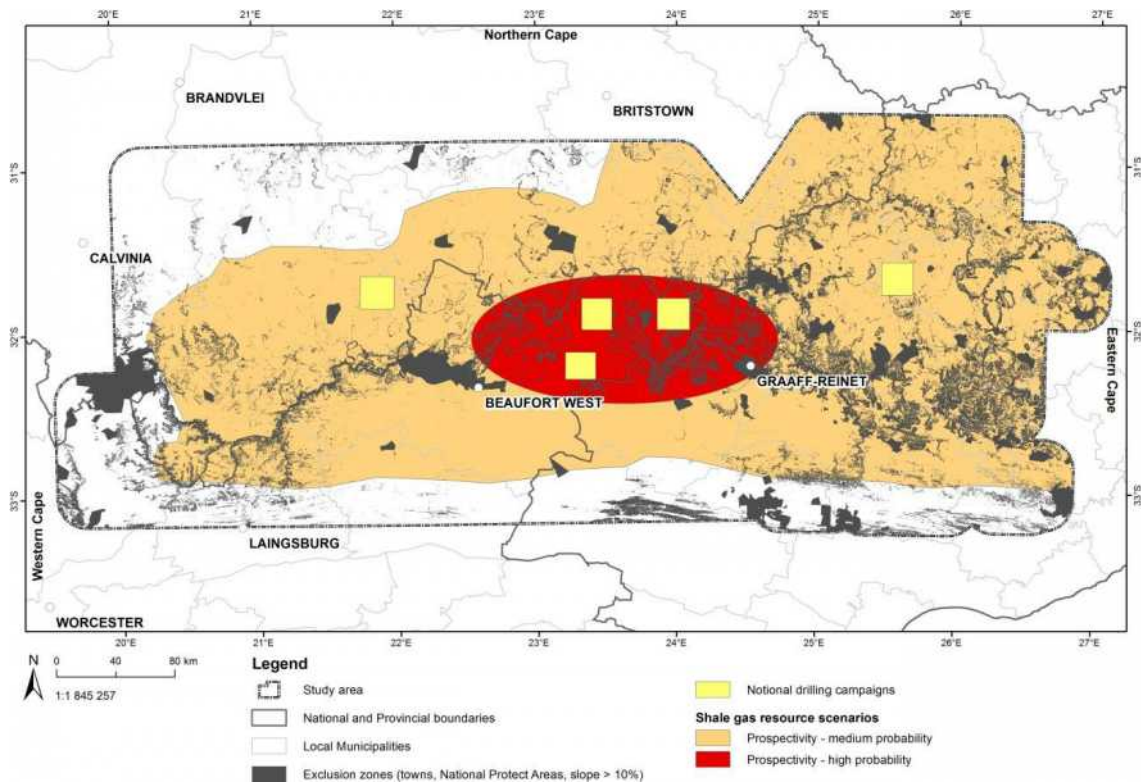 20°E 21°E 22°E 23°E 24°E 25°E 26°E 27°E
Northern Cape
BRANDVLEI
BRITSTOWN
31°S
31°S
CALVINIA
32°S
32°S
Eastern Cape
GRAAFF-REINET
BEAUFORT WEST
33°S
33°S
Western Cape
LAINGSBURG
WORCESTER
20°E 21°E 22°E 23°E 24°E 25°E 26°E 27°E
N
0 40 80 km
1:1 845 257
Legend
Study area
National and Provincial boundaries
Local Municipalities
Exclusion zones (towns, National Protect Areas, slope > 10%)
Notional drilling campaigns
Shale gas resource scenarios
Prospectivity - medium probability
Prospectivity - high probability